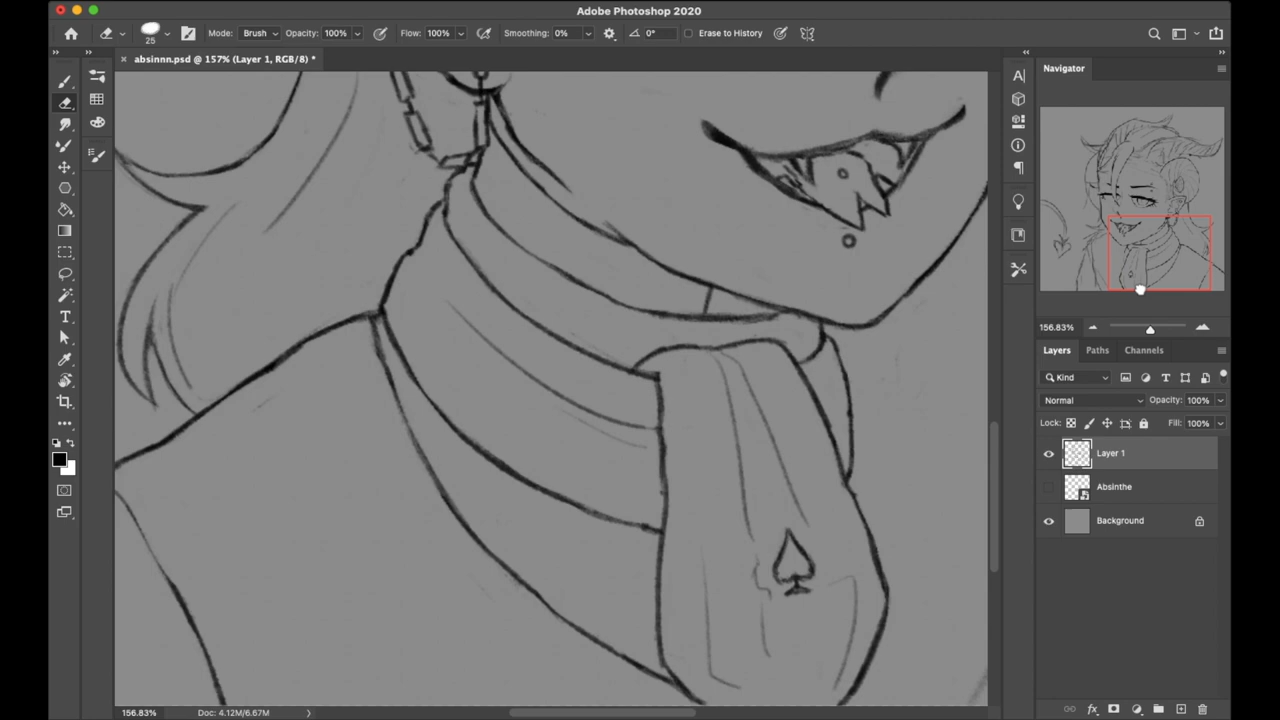 Adobe Photoshop 2020
25
Mode: Brush Opacity: 100% Flow: 100% Smoothing: 0% 0° Erase to History
absinnn.psd @ 157% (Layer 1, RGB/8) *
Navigator
156.83%
Layers Paths Channels
Kind
Normal Opacity: 100%
Lock: Fill: 100%
Layer 1
Absinthe
Background
156.83% Doc: 4.12M/6.67M